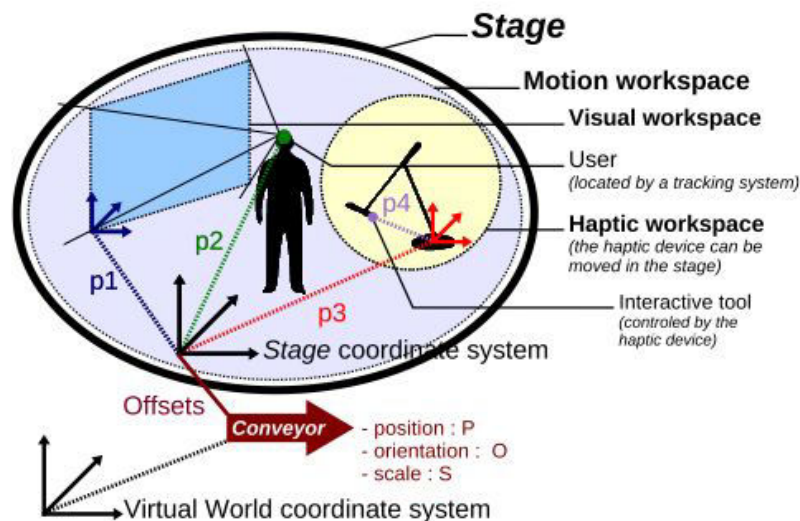 Stage
Motion workspace
Visual workspace
User
(located by a tracking system)
Haptic workspace
(the haptic device can be
moved in the stage)
Interactive tool
(controled by the
haptic device)
p4
p2
p1
p3
Stage coordinate system
Offsets
Conveyor
- position : P
- orientation : O
- scale : S
Virtual World coordinate system